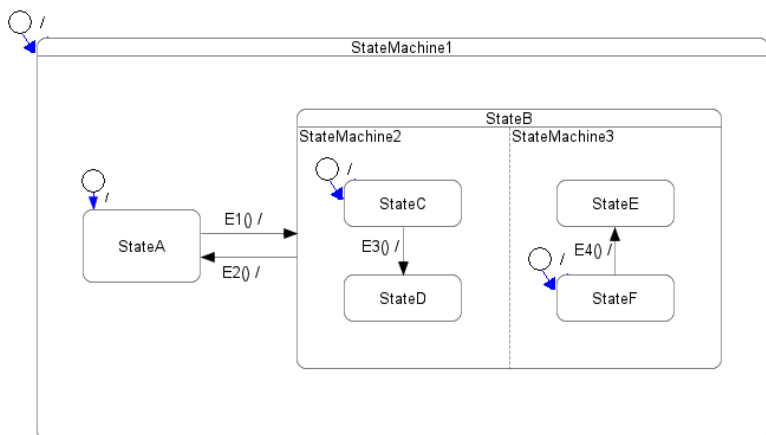 /
StateMachine1
StateB
StateMachine2 StateMachine3
/
/
StateA
E1() /
E2() /
StateC
E3() /
StateD
StateE
E4() /
/
StateF